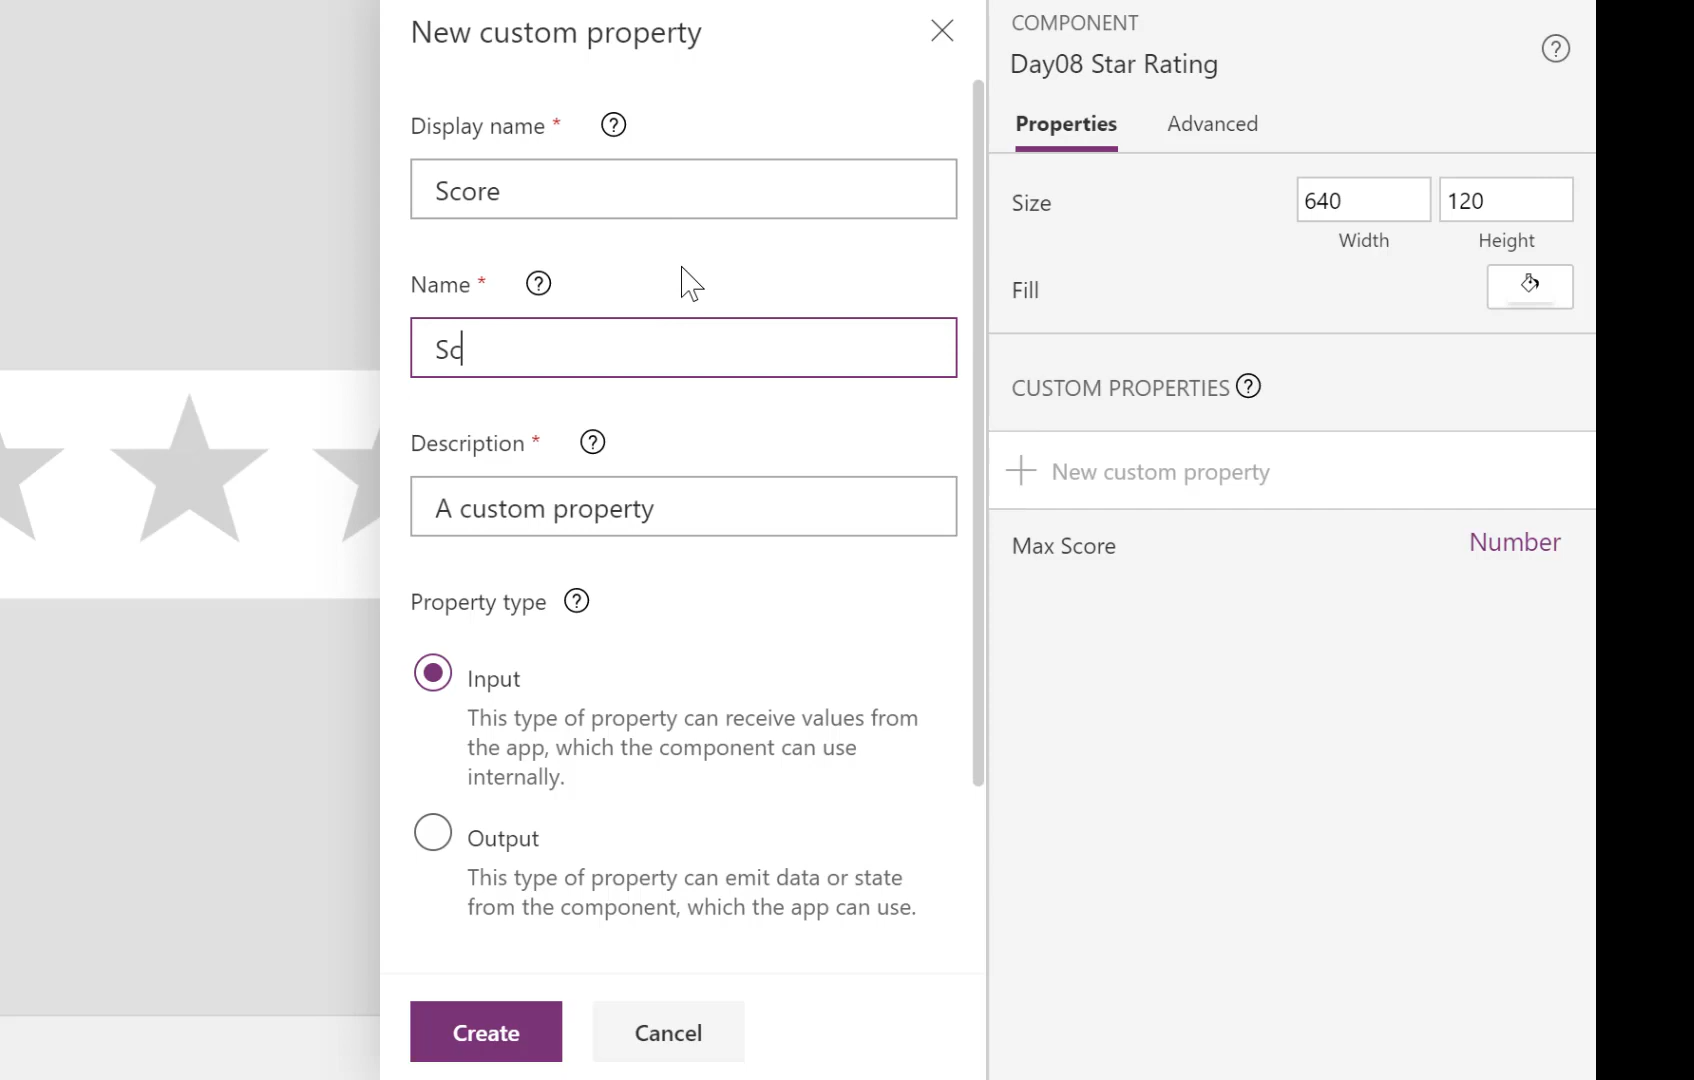 New custom property
Display name *
Score
Name *
Sc
Description *
A custom property
Property type
Input
This type of property can receive values from
the app, which the component can use
internally.
Output
This type of property can emit data or state
from the component, which the app can use.
Create
Cancel
COMPONENT
Day08 Star Rating
Properties
Advanced
Size
640
120
Width
Height
Fill
CUSTOM PROPERTIES
New custom property
Max Score
Number